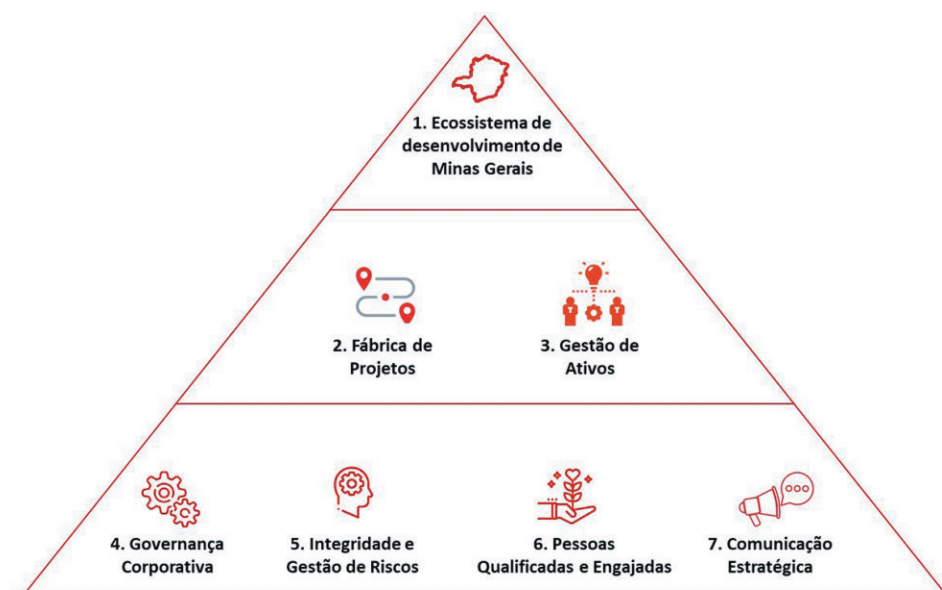 1. Ecossistema de
desenvolvimento de
Minas Gerais
2. Fábrica de
Projetos
3. Gestão de
Ativos
4. Governança
Corporativa
5. Integridade e
Gestão de Riscos
6. Pessoas
Qualificadas e Engajadas
7. Comunicação
Estratégica